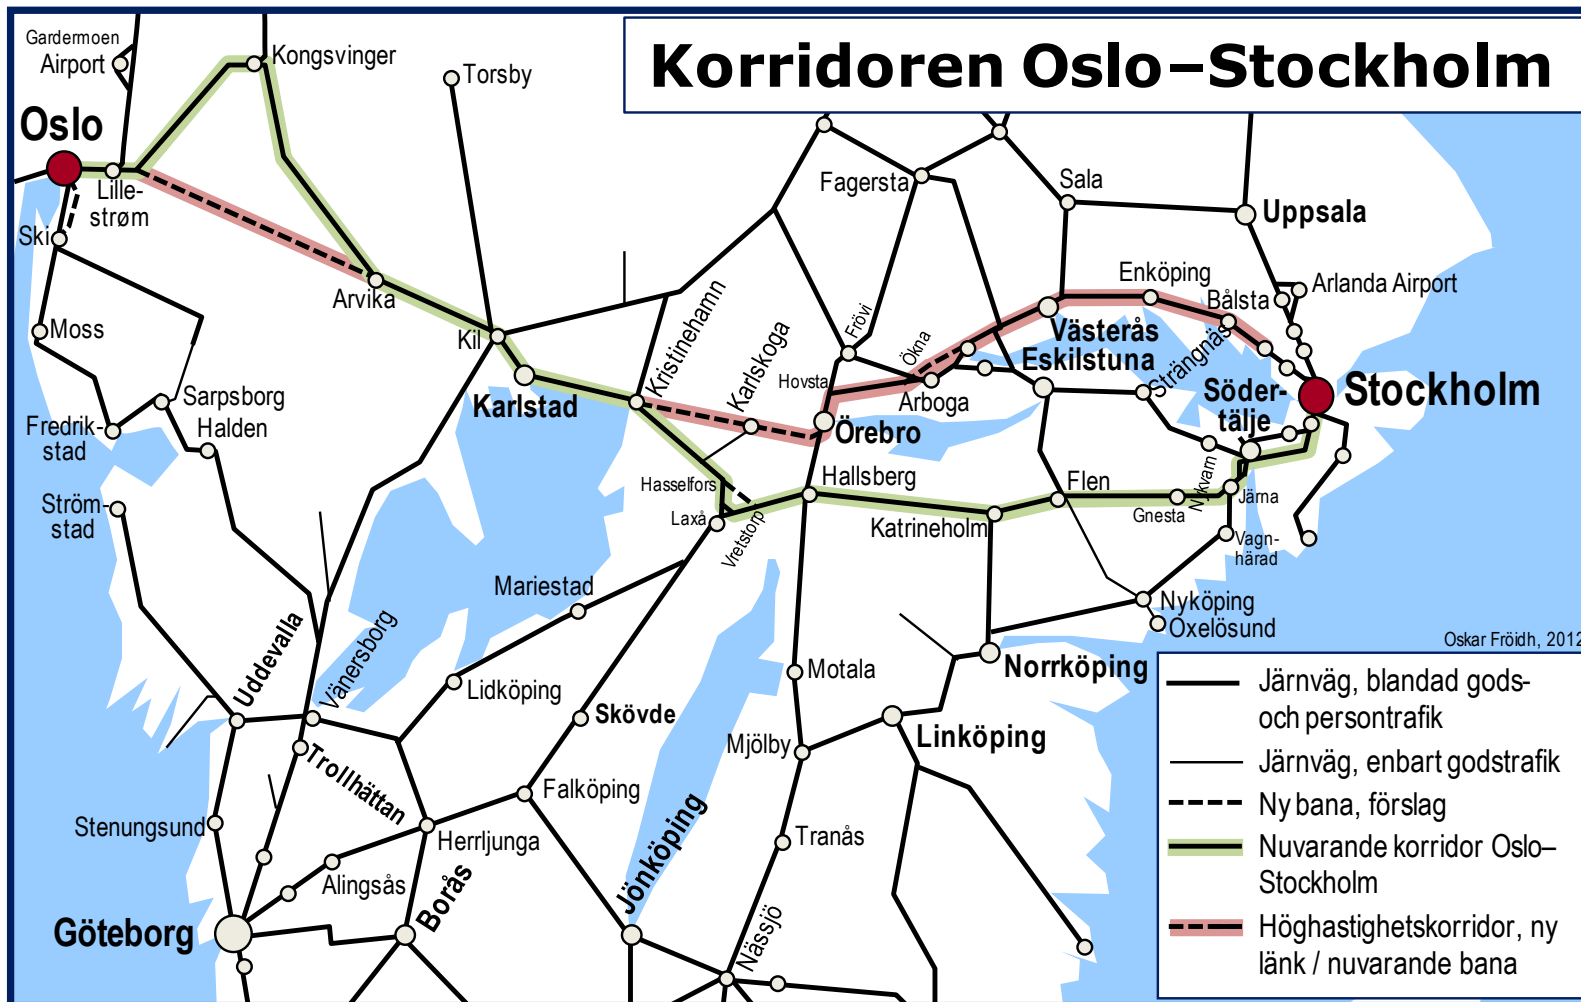 Korridoren Oslo–Stockholm
Gardermoen
Airport
Kongsvinger
Torsby
Oslo
Lille-
strøm
Ski
Arvika
Moss
Kil
Sarpsborg
Halden
Fredrik-
stad
Karlstad
Kristinehamn
Karlskoga
Fagersta
Sala
Uppsala
Enköping
Bålsta
Arlanda Airport
Frövi
Ökna
Västerås
Eskilstuna
Strängnäs
Hovsta
Arboga
Söder-
tälje
Stockholm
Örebro
Hallsberg
Hasselfors
Laxå
Vretstorp
Katrineholm
Flen
Gnesta
Nykvarn
Järna
Vagn-
härad
Ström-
stad
Mariestad
Nyköping
Oxelösund
Oskar Fröidh, 2012
Uddevalla
Vänersborg
Lidköping
Motala
Norrköping
Skövde
Trollhättan
Mjölby
Linköping
Stenungsund
Falköping
Herrljunga
Jönköping
Tranås
Alingsås
Borås
Göteborg
Nässjö
Järnväg, blandad gods-
och persontrafik
Järnväg, enbart godstrafik
Ny bana, förslag
Nuvarande korridor Oslo–
Stockholm
Höghastighetskorridor, ny
länk / nuvarande bana